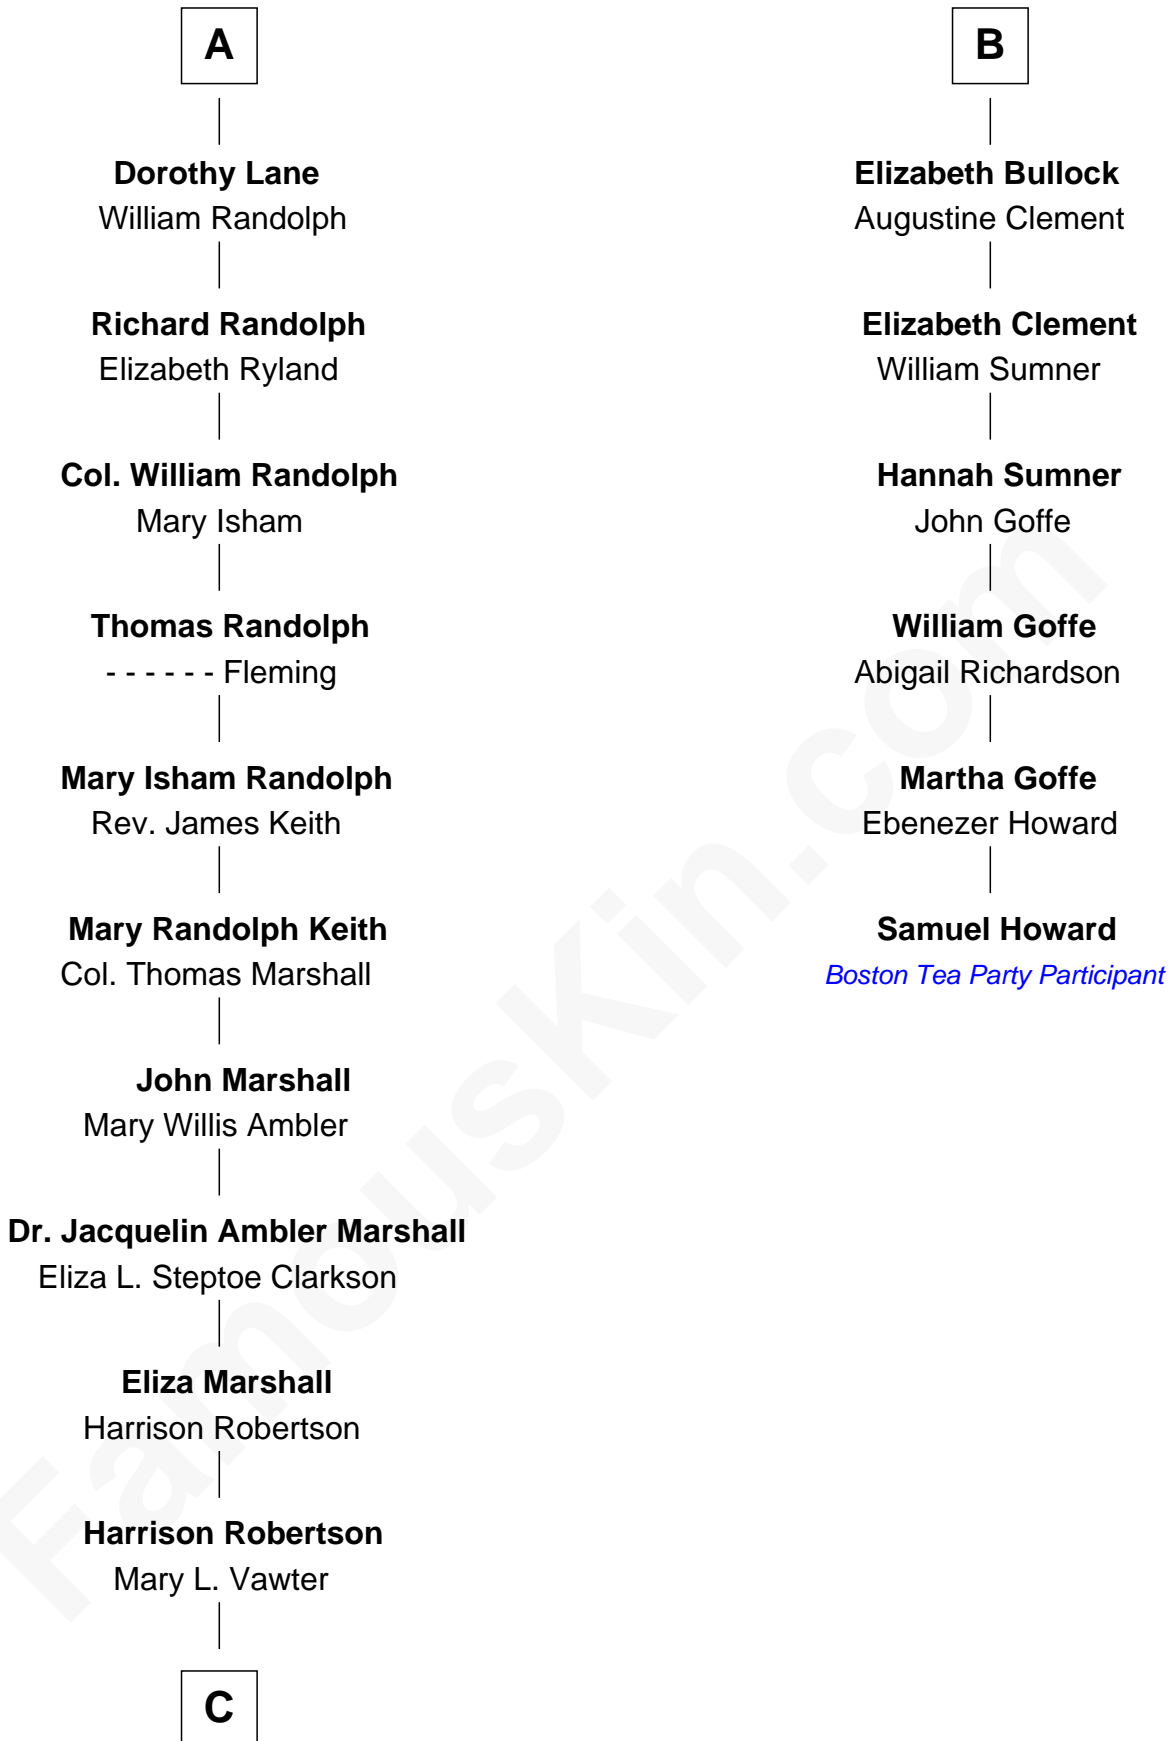 A
Dorothy Lane
William Randolph
Richard Randolph
Elizabeth Ryland
Col. William Randolph
Mary Isham
Thomas Randolph
- - - - - - Fleming
Mary Isham Randolph
Rev. James Keith
Mary Randolph Keith
Col. Thomas Marshall
John Marshall
Mary Willis Ambler
Dr. Jacquelin Ambler Marshall
Eliza L. Steptoe Clarkson
Eliza Marshall
Harrison Robertson
Harrison Robertson
Mary L. Vawter
C
B
Elizabeth Bullock
Augustine Clement
Elizabeth Clement
William Sumner
Hannah Sumner
John Goffe
William Goffe
Abigail Richardson
Martha Goffe
Ebenezer Howard
Samuel Howard
Boston Tea Party Participant
FamousKin.com